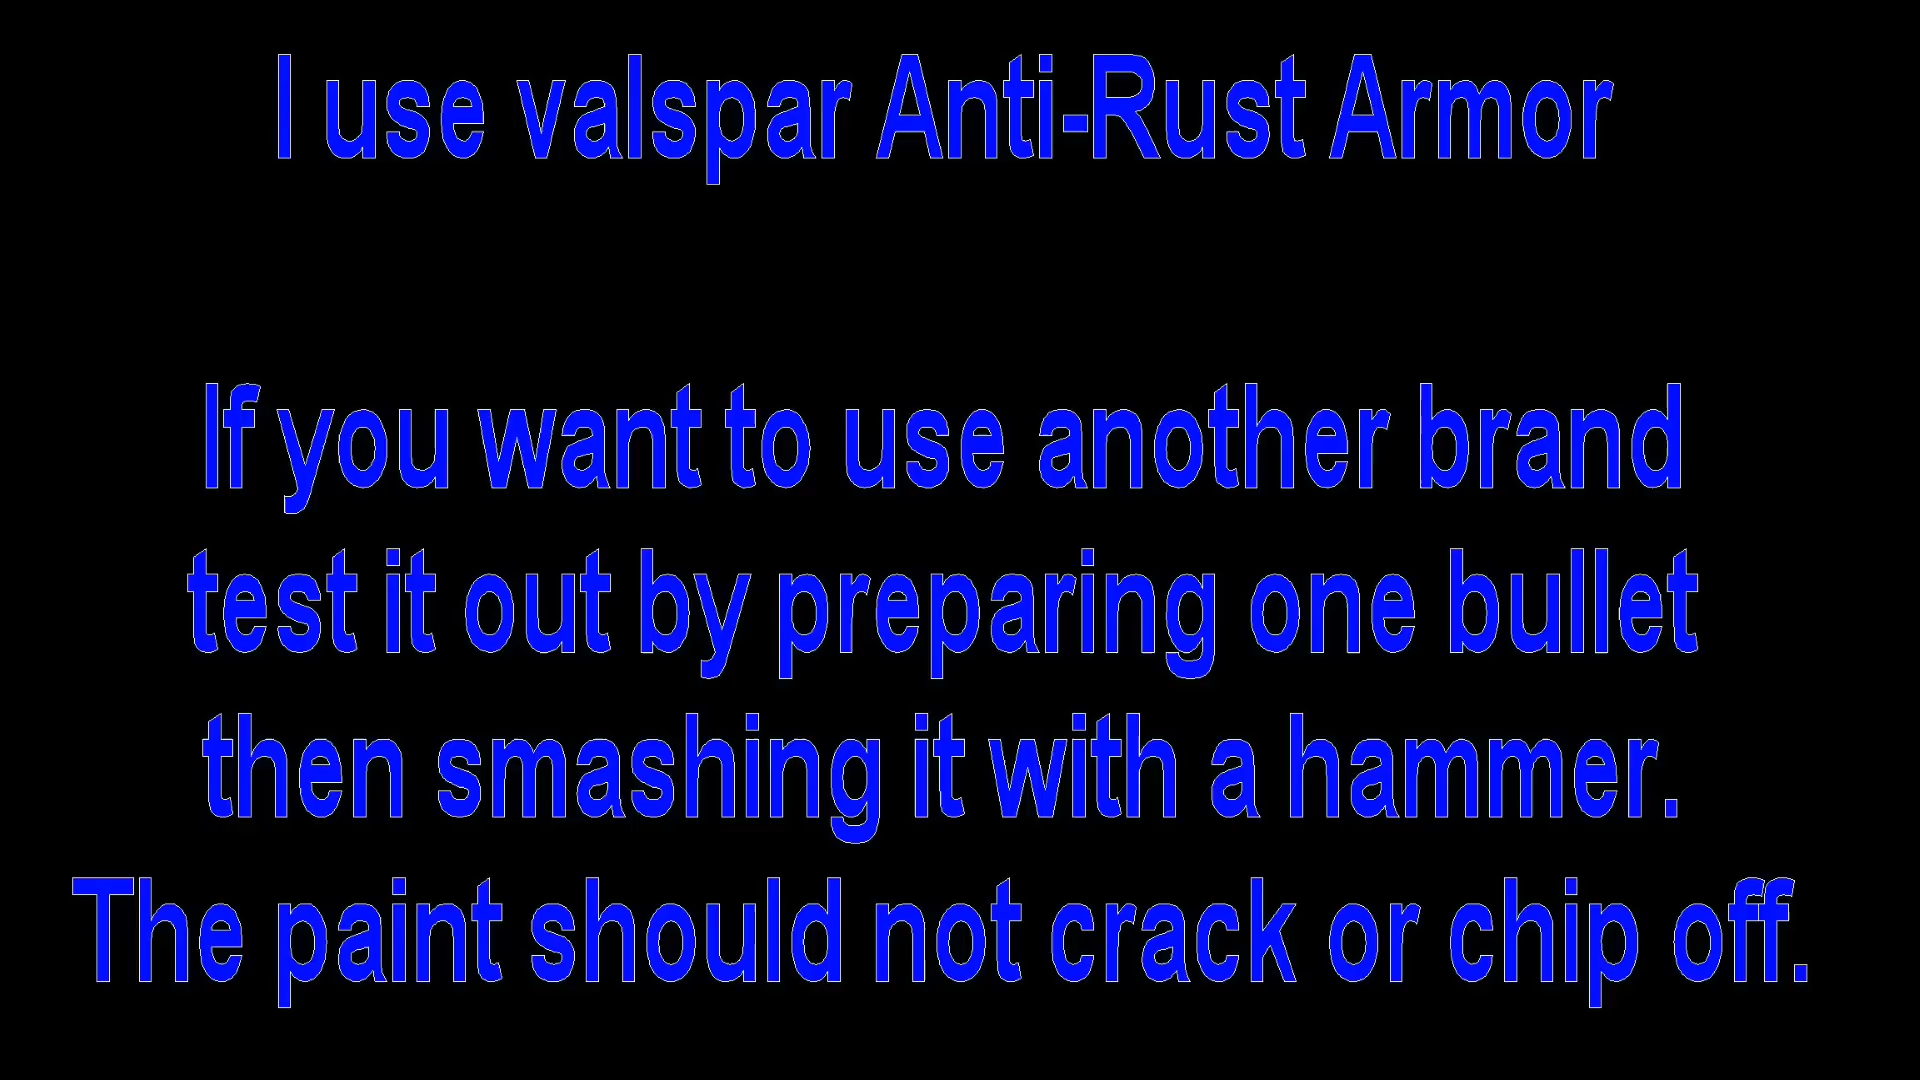 I use valspar Anti-Rust Armor
If you want to use another brand
test it out by preparing one bullet
then smashing it with a hammer.
The paint should not crack or chip off.